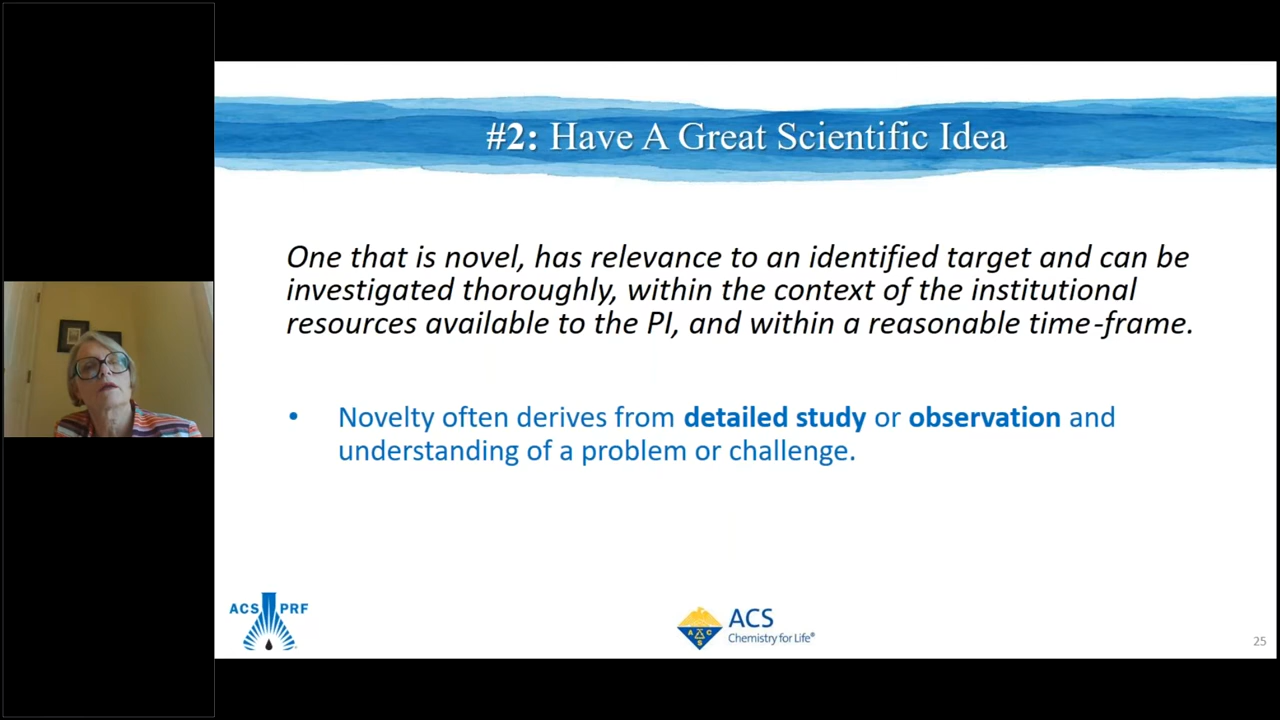 #2: Have A Great Scientific Idea
One that is novel, has relevance to an identified target and can be
investigated thoroughly, within the context of the institutional
resources available to the PI, and within a reasonable time-frame.
• Novelty often derives from detailed study or observation and
understanding of a problem or challenge.
ACS PRF
A C S
ACS
Chemistry for Life®
25